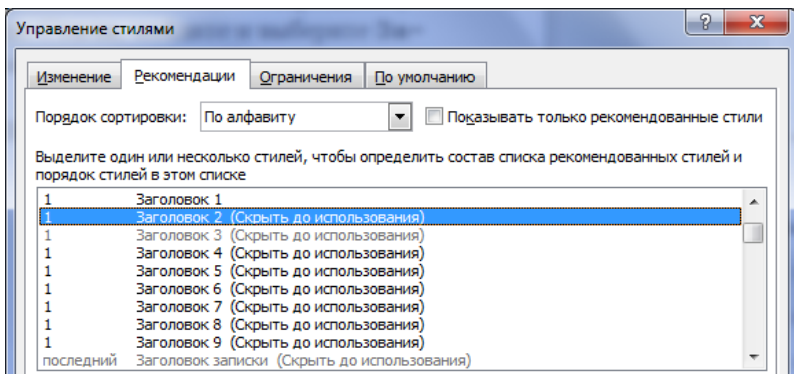 Управление стилями
Изменение Рекомендации Ограничения По умолчанию
Порядок сортировки: По алфавиту Показывать только рекомендованные стили
Выделите один или несколько стилей, чтобы определить состав списка рекомендованных стилей и
порядок стилей в этом списке
1 Заголовок 1
1 Заголовок 2 (Скрыть до использования)
1 Заголовок 3 (Скрыть до использования)
1 Заголовок 4 (Скрыть до использования)
1 Заголовок 5 (Скрыть до использования)
1 Заголовок 6 (Скрыть до использования)
1 Заголовок 7 (Скрыть до использования)
1 Заголовок 8 (Скрыть до использования)
1 Заголовок 9 (Скрыть до использования)
последний Заголовок записки (Скрыть до использования)